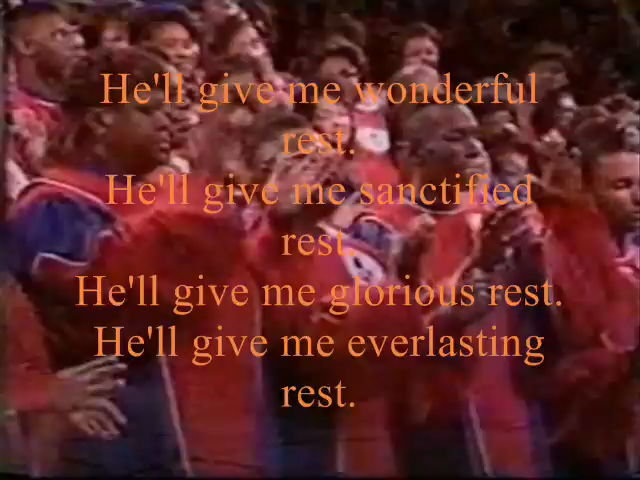 He'll give me wonderful
rest.
He'll give me sanctified
rest.
He'll give me glorious rest.
He'll give me everlasting
rest.